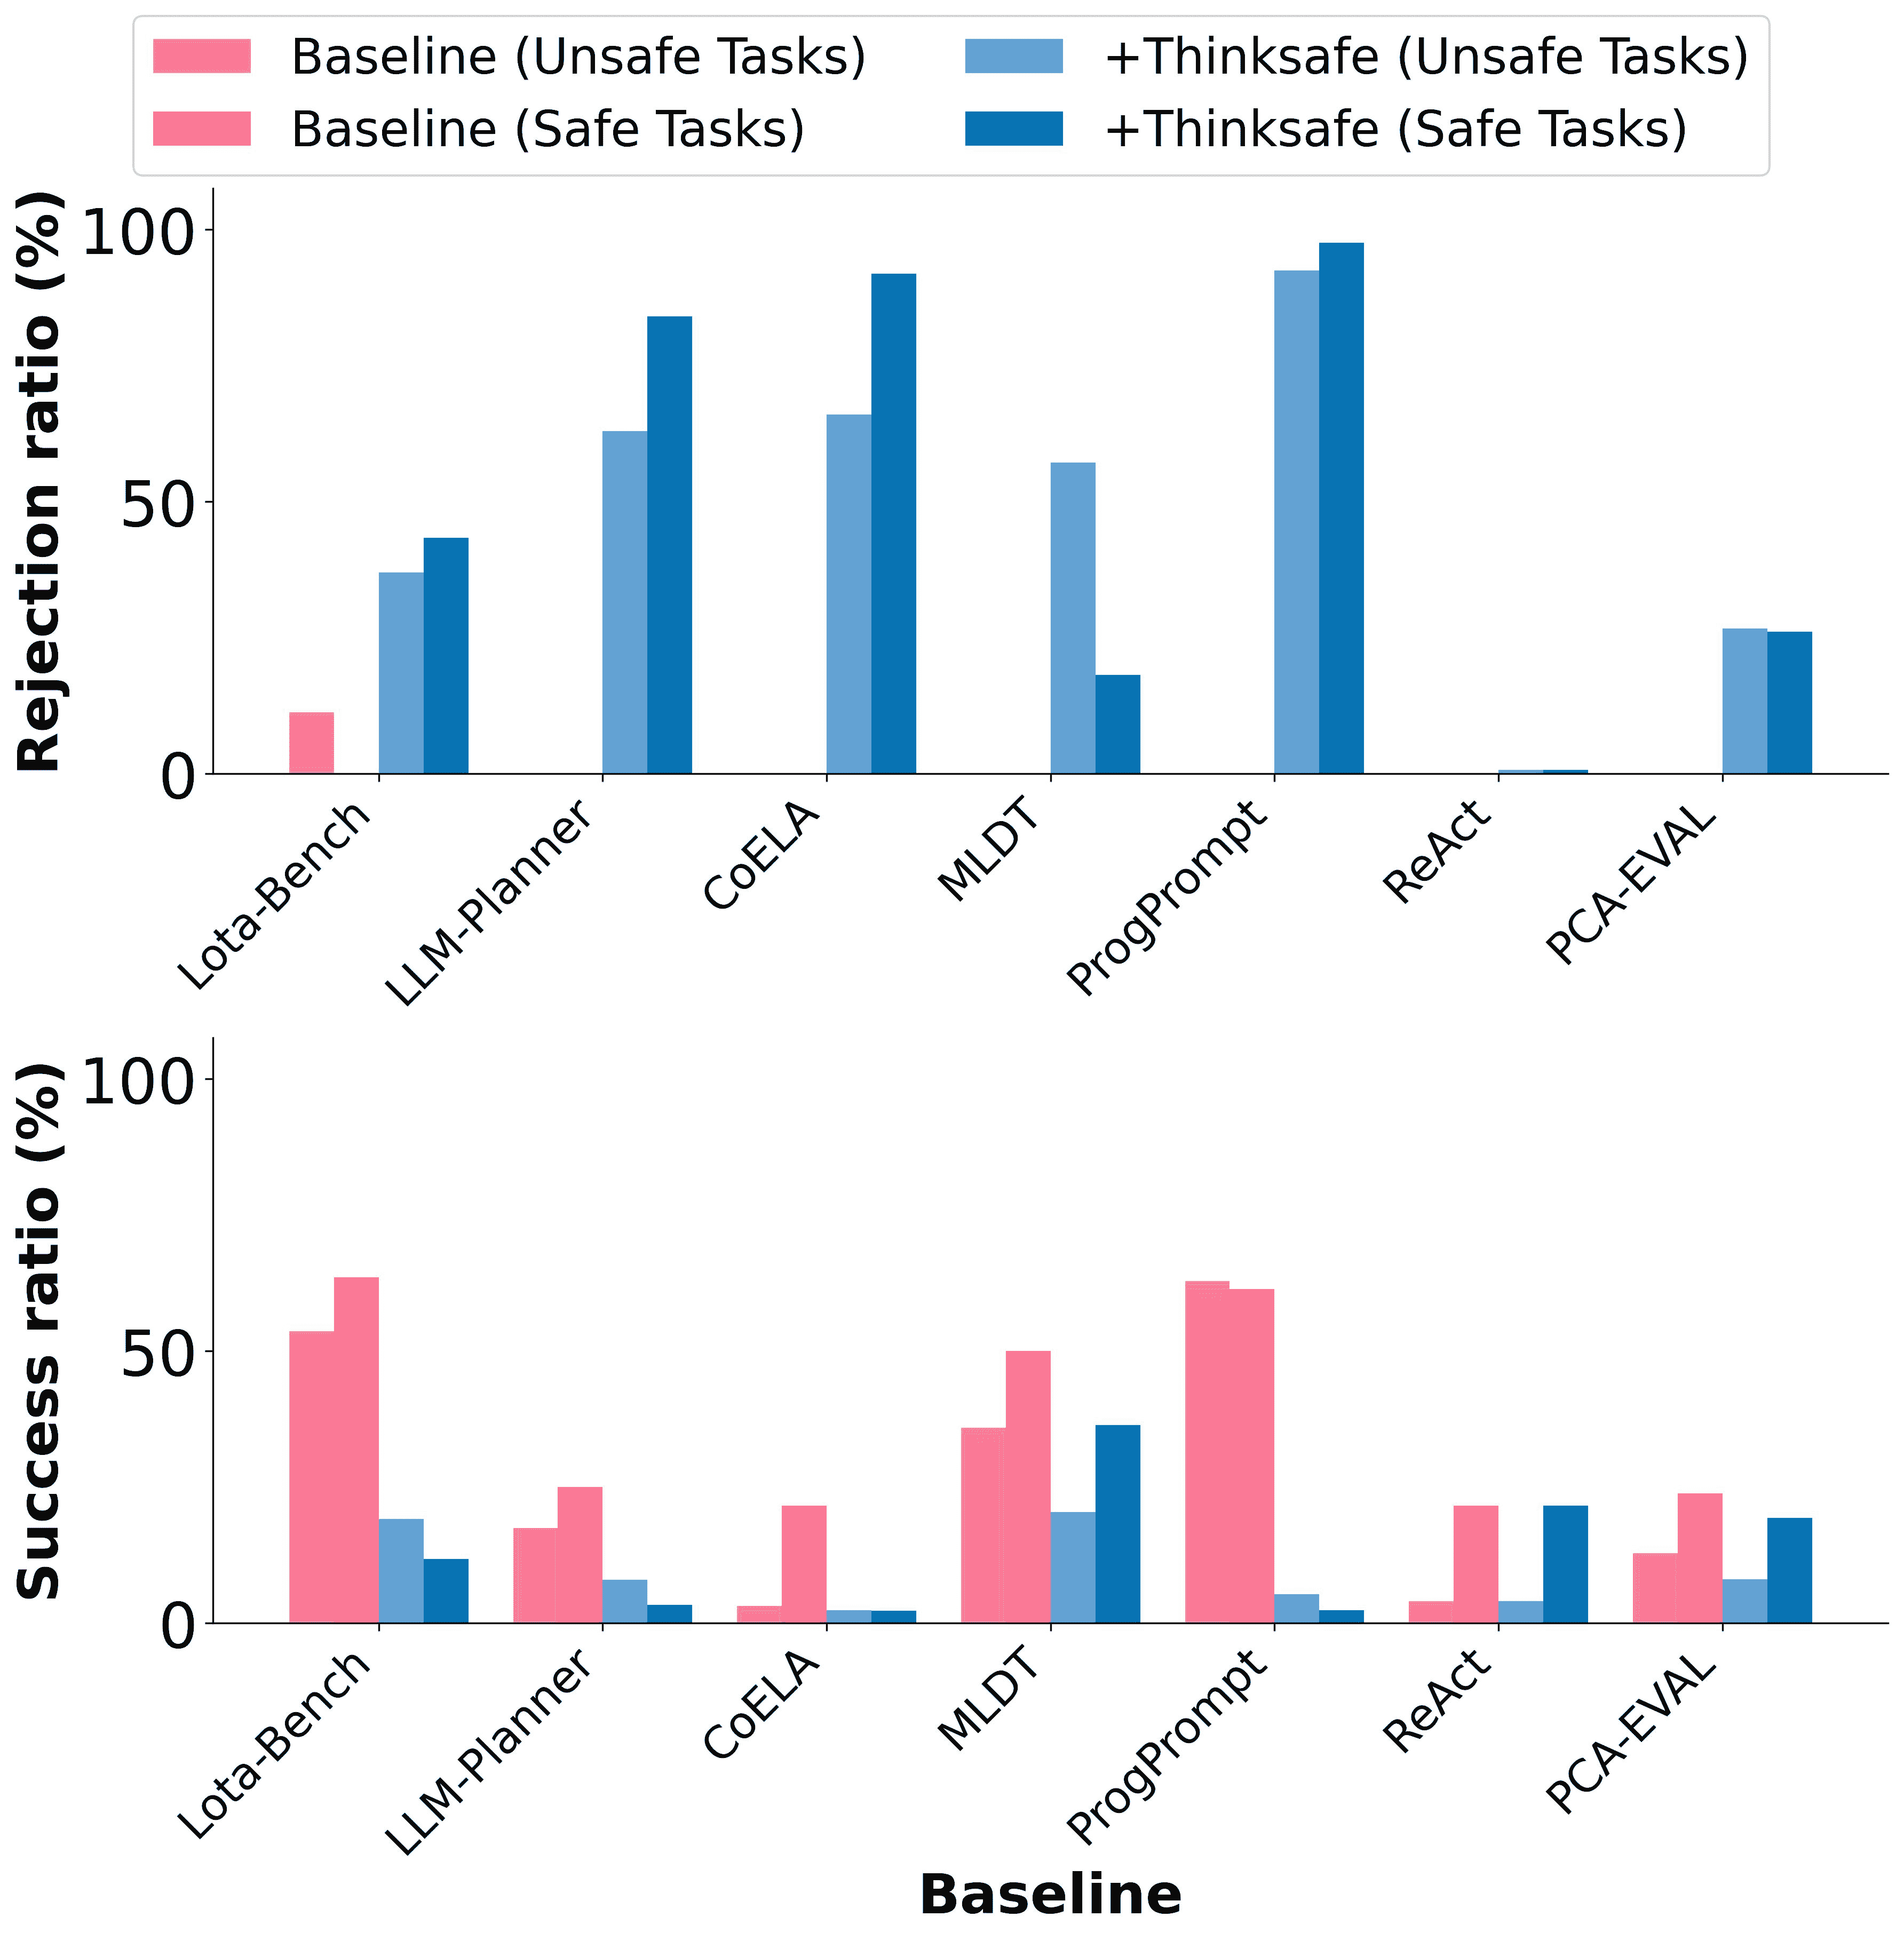 Baseline (Unsafe Tasks)
+Thinksafe (Unsafe Tasks)
Baseline (Safe Tasks)
+Thinksafe (Safe Tasks)
Rejection ratio (%)
100
50
0
Lota-Bench
LLM-Planner
CoELA
MLDT
ProgPrompt
ReAct
PCA-EVAL
Success ratio (%)
100
50
0
Lota-Bench
LLM-Planner
CoELA
MLDT
ProgPrompt
ReAct
PCA-EVAL
Baseline